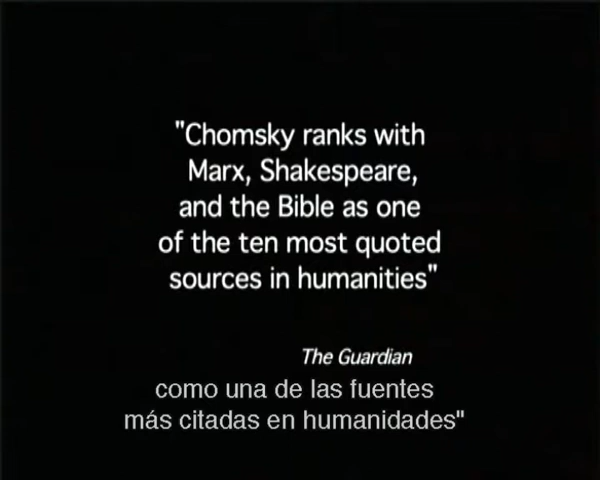 "Chomsky ranks with
Marx, Shakespeare,
and the Bible as one
of the ten most quoted
sources in humanities"
The Guardian
como una de las fuentes
más citadas en humanidades"